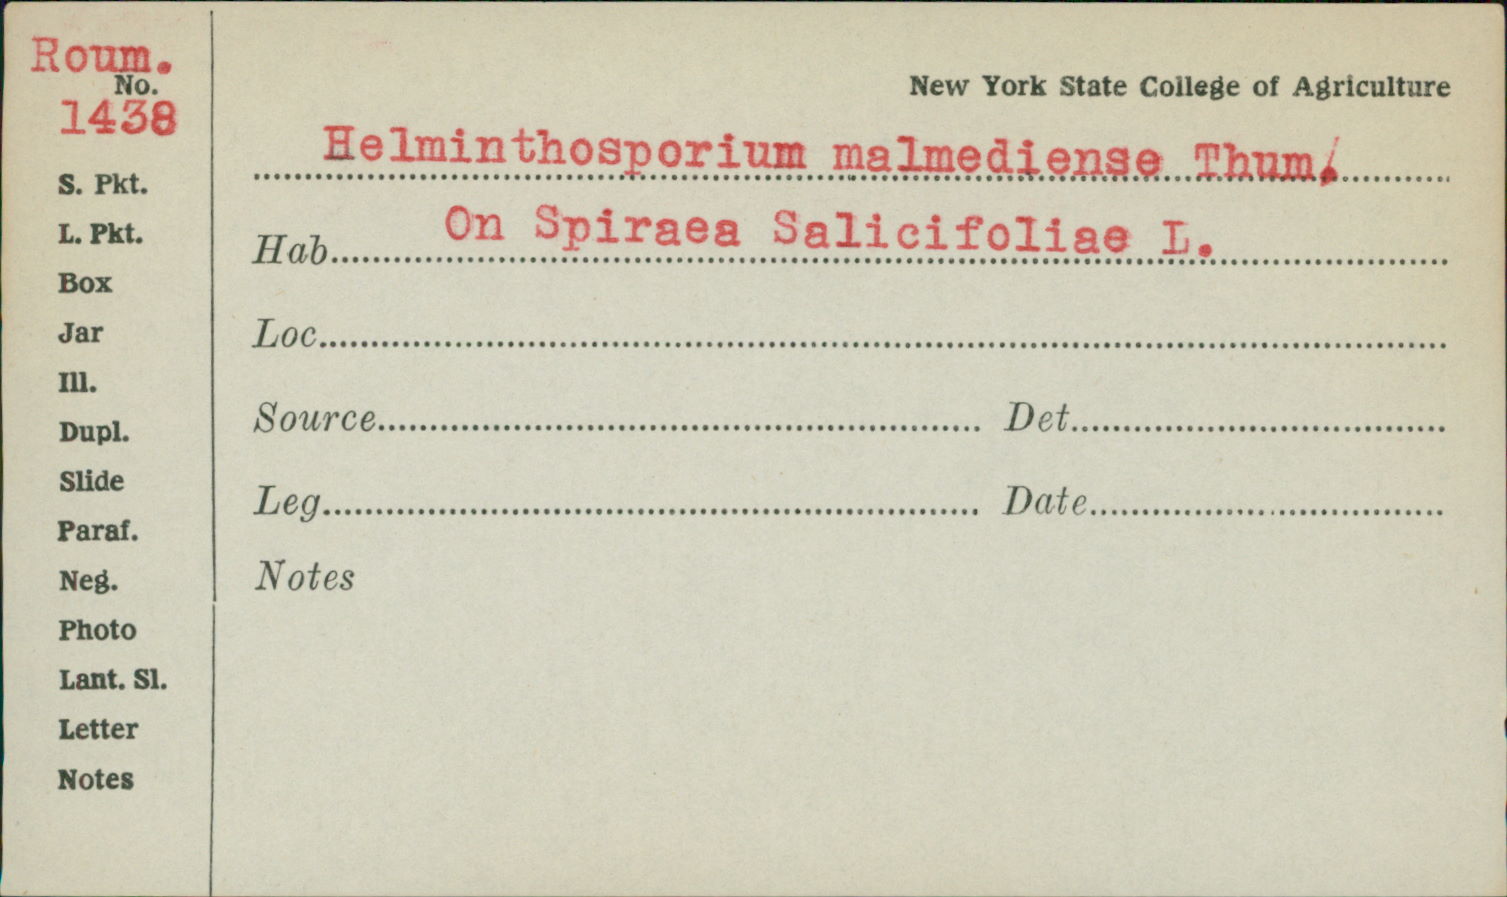 Roum.
No.
1438
New York State College of Agriculture
Helminthosporium malmediense Thum.
Hab. On Spiraea Salicifoliae L.
Loc.
Source Det.
Leg. Date
Notes
S. Pkt.
L. Pkt.
Box
Jar
Ill.
Dupl.
Slide
Paraf.
Neg.
Photo
Lant. Sl.
Letter
Notes